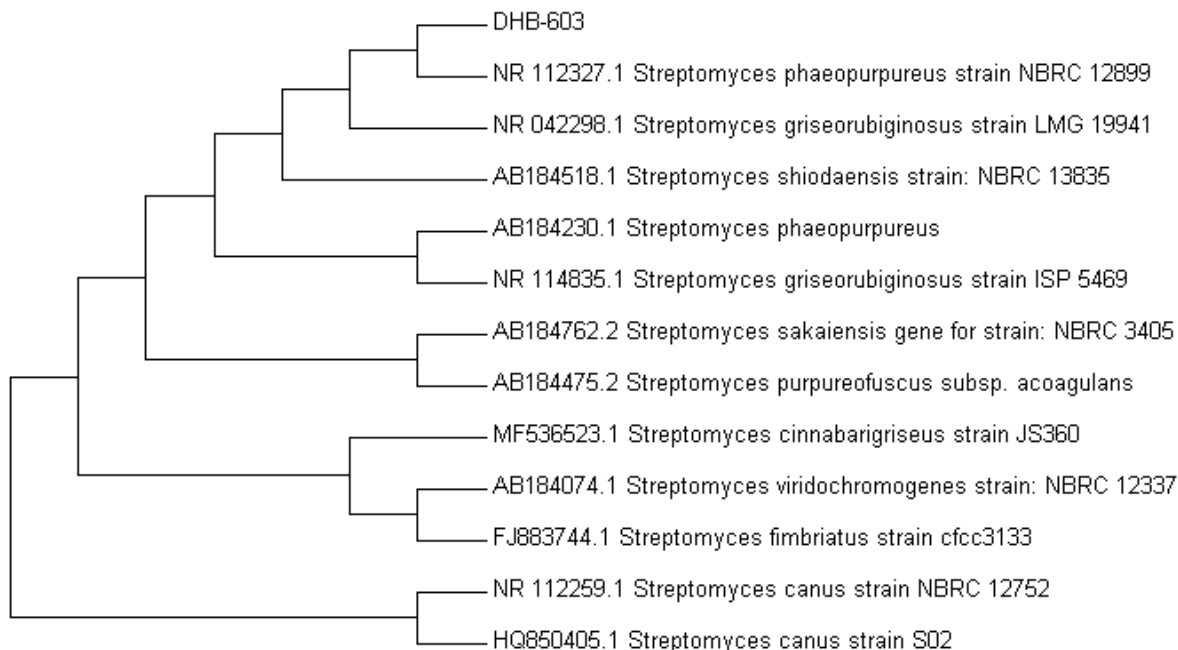 DHB-603
NR 112327.1 Streptomyces phaeopurpureus strain NBRC 12899
NR 042298.1 Streptomyces griseorubiginosus strain LMG 19941
AB184518.1 Streptomyces shiodaensis strain: NBRC 13835
AB184230.1 Streptomyces phaeopurpureus
NR 114835.1 Streptomyces griseorubiginosus strain ISP 5469
AB184762.2 Streptomyces sakaiensis gene for strain: NBRC 3405
AB184475.2 Streptomyces purpureofuscus subsp. acoagulans
MF536523.1 Streptomyces cinnabarigriseus strain JS360
AB184074.1 Streptomyces viridochromogenes strain: NBRC 12337
FJ883744.1 Streptomyces fimbriatus strain cfcc3133
NR 112259.1 Streptomyces canus strain NBRC 12752
HQ850405.1 Streptomyces canus strain S02